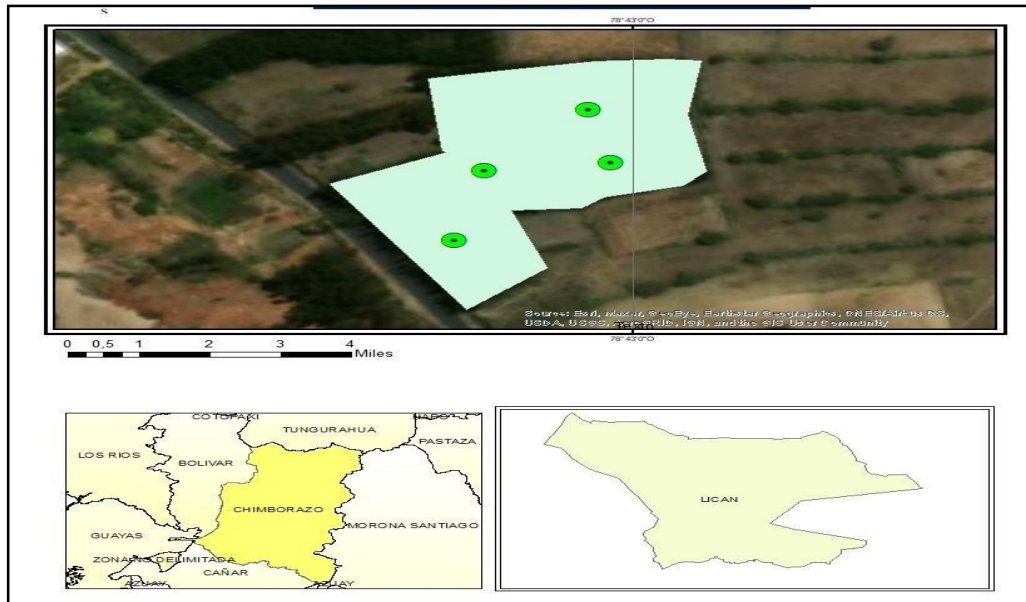 s
78°43'0"O
Source: Esri, Maxar, GeoEye, Earthstar Geographics, CNES/Airbus DS,
USDA, USGS, AeroGRID, IGN, and the GIS User Community
78°43'0"O
0 0,5 1 2 3 4
Miles
COTOPAXI
TUNGURAHUA
PASTAZA
LOS RIOS
BOLIVAR
CHIMBORAZO
MORONA SANTIAGO
GUAYAS
ZONA NO DELIMITADA
CAÑAR
AZUAY
AZUAY
LICAN